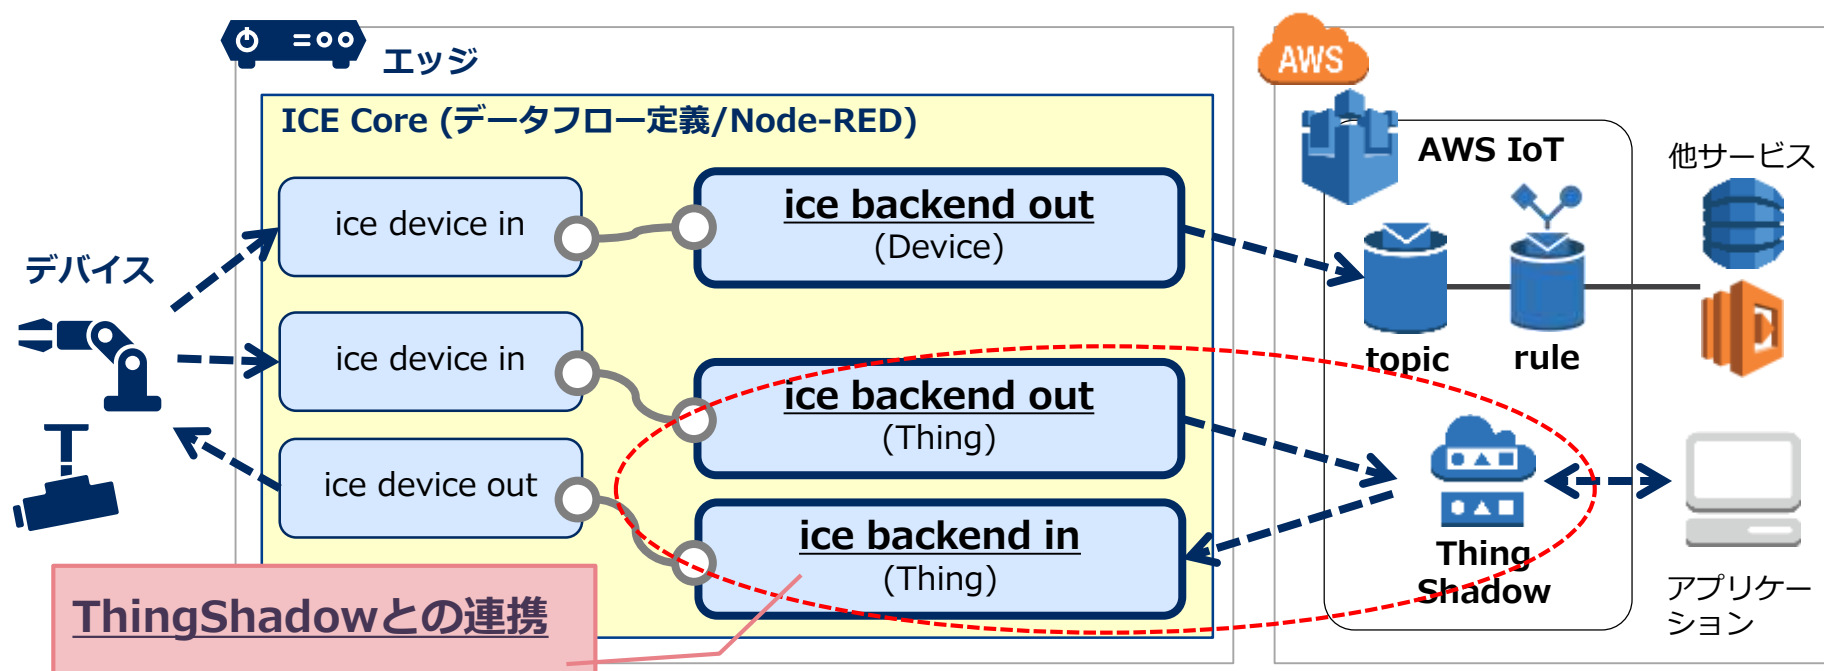 エッジ
AWS
ICE Core (データフロー定義/Node-RED)
AWS IoT
他サービス
ice device in
ice backend out
(Device)
デバイス
ice device in
topic
rule
ice backend out
(Thing)
ice device out
ice backend in
(Thing)
Thing
Shadow
アプリケー
ション
ThingShadowとの連携